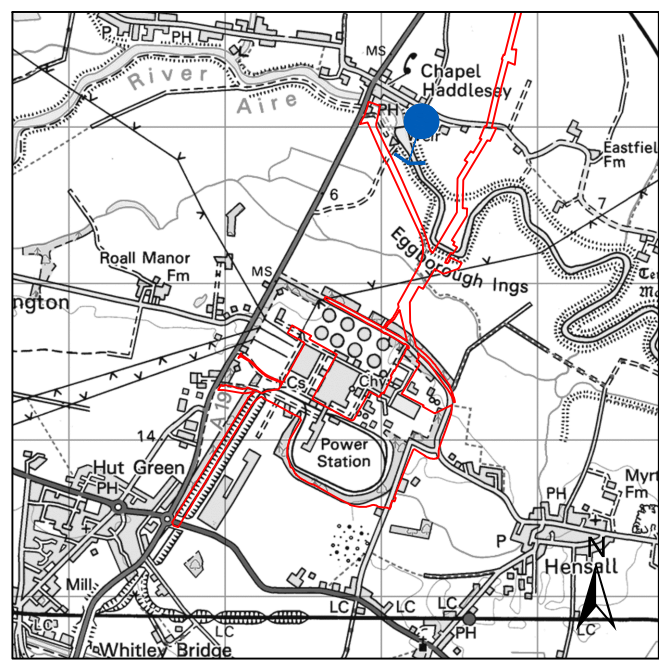 P
PH
MS
Chapel
Haddlesey
River
Aire
PH
Weir
Eastfield
Fm
6
7
Eggborough Ings
Roall Manor
Fm
MS
ngton
Cs
Chy
A 19
14
Power
Station
Hut Green
PH
Myrt
Fm
PH
P
N
Hensall
Mill
LC
LC
LC
LC
LC
LC
PH
Whitley Bridge